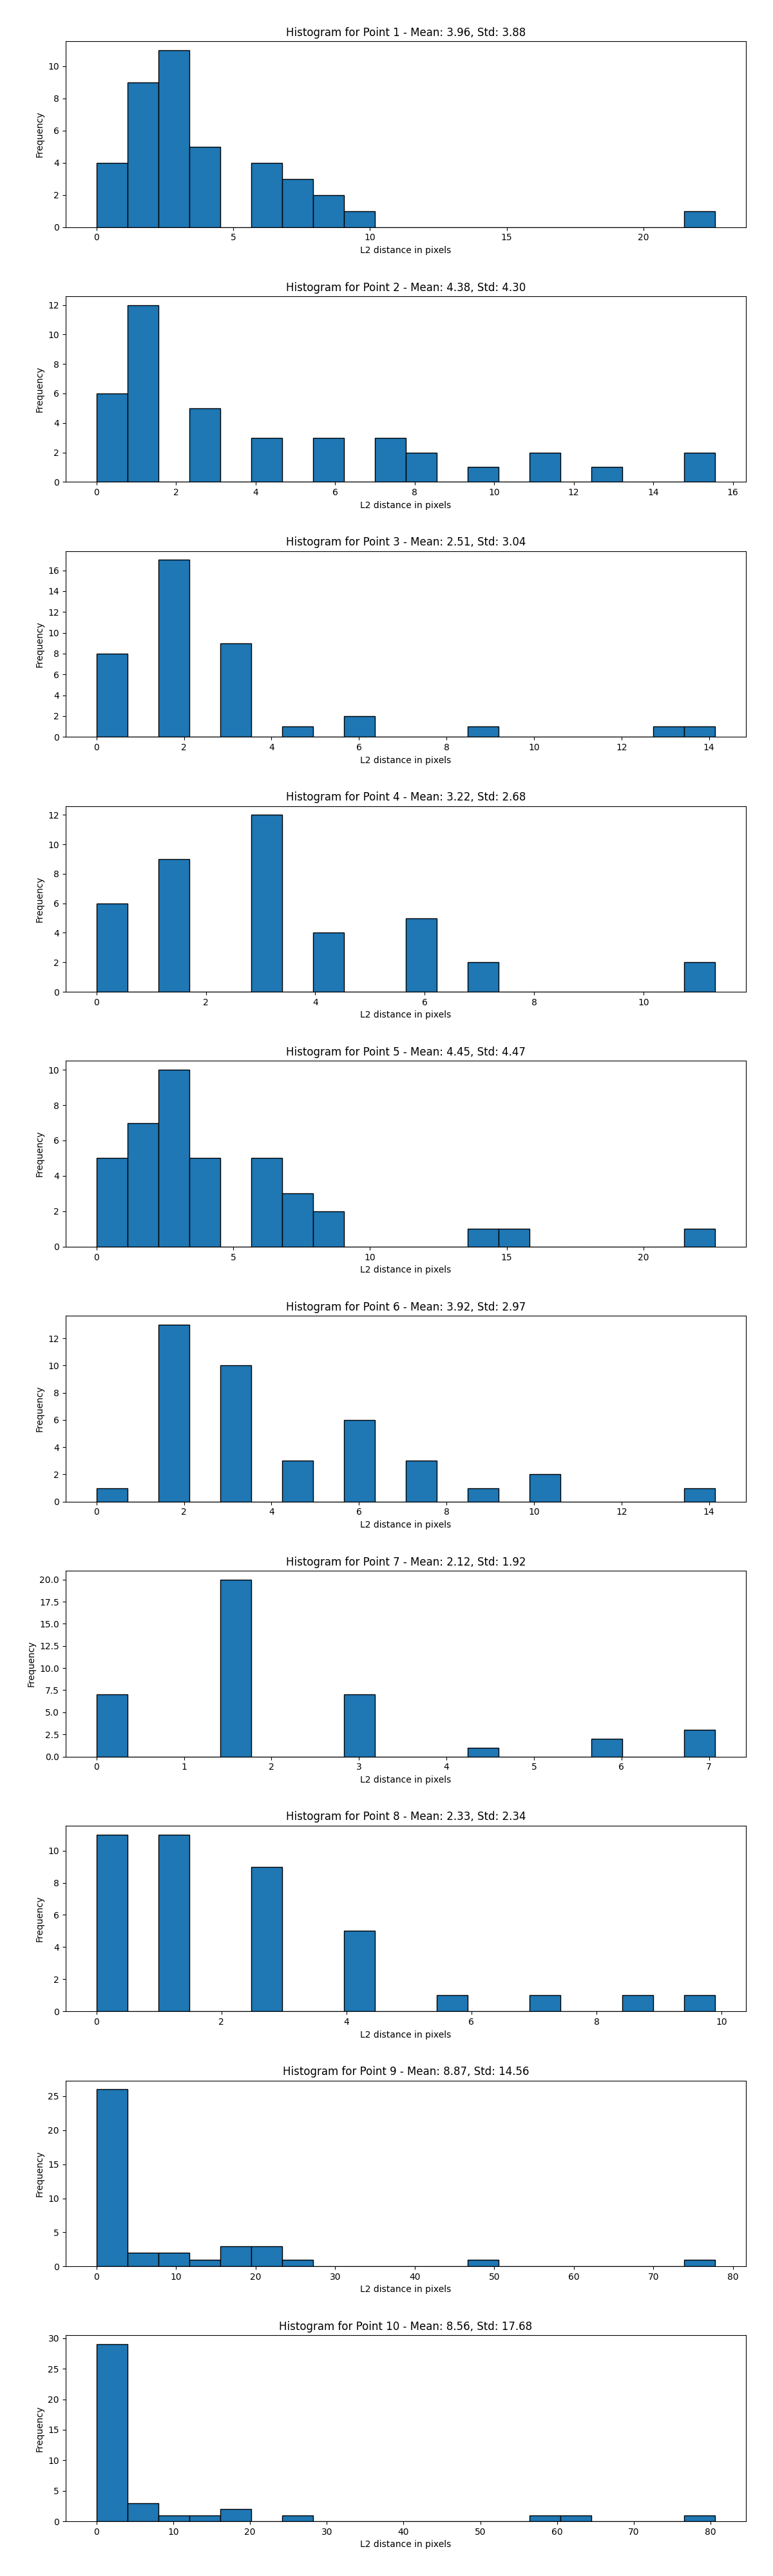 Histogram for Point 1 - Mean: 3.96, Std: 3.88
Frequency
10
8
6
4
2
0
0 5 10 15 20
L2 distance in pixels
Histogram for Point 2 - Mean: 4.38, Std: 4.30
Frequency
12
10
8
6
4
2
0
0 2 4 6 8 10 12 14 16
L2 distance in pixels
Histogram for Point 3 - Mean: 2.51, Std: 3.04
Frequency
16
14
12
10
8
6
4
2
0
0 2 4 6 8 10 12 14
L2 distance in pixels
Histogram for Point 4 - Mean: 3.22, Std: 2.68
Frequency
12
10
8
6
4
2
0
0 2 4 6 8 10
L2 distance in pixels
Histogram for Point 5 - Mean: 4.45, Std: 4.47
Frequency
10
8
6
4
2
0
0 5 10 15 20
L2 distance in pixels
Histogram for Point 6 - Mean: 3.92, Std: 2.97
Frequency
12
10
8
6
4
2
0
0 2 4 6 8 10 12 14
L2 distance in pixels
Histogram for Point 7 - Mean: 2.12, Std: 1.92
Frequency
20.0
17.5
15.0
12.5
10.0
7.5
5.0
2.5
0.0
0 1 2 3 4 5 6 7
L2 distance in pixels
Histogram for Point 8 - Mean: 2.33, Std: 2.34
Frequency
10
8
6
4
2
0
0 2 4 6 8 10
L2 distance in pixels
Histogram for Point 9 - Mean: 8.87, Std: 14.56
Frequency
25
20
15
10
5
0
0 10 20 30 40 50 60 70 80
L2 distance in pixels
Histogram for Point 10 - Mean: 8.56, Std: 17.68
Frequency
30
25
20
15
10
5
0
0 10 20 30 40 50 60 70 80
L2 distance in pixels